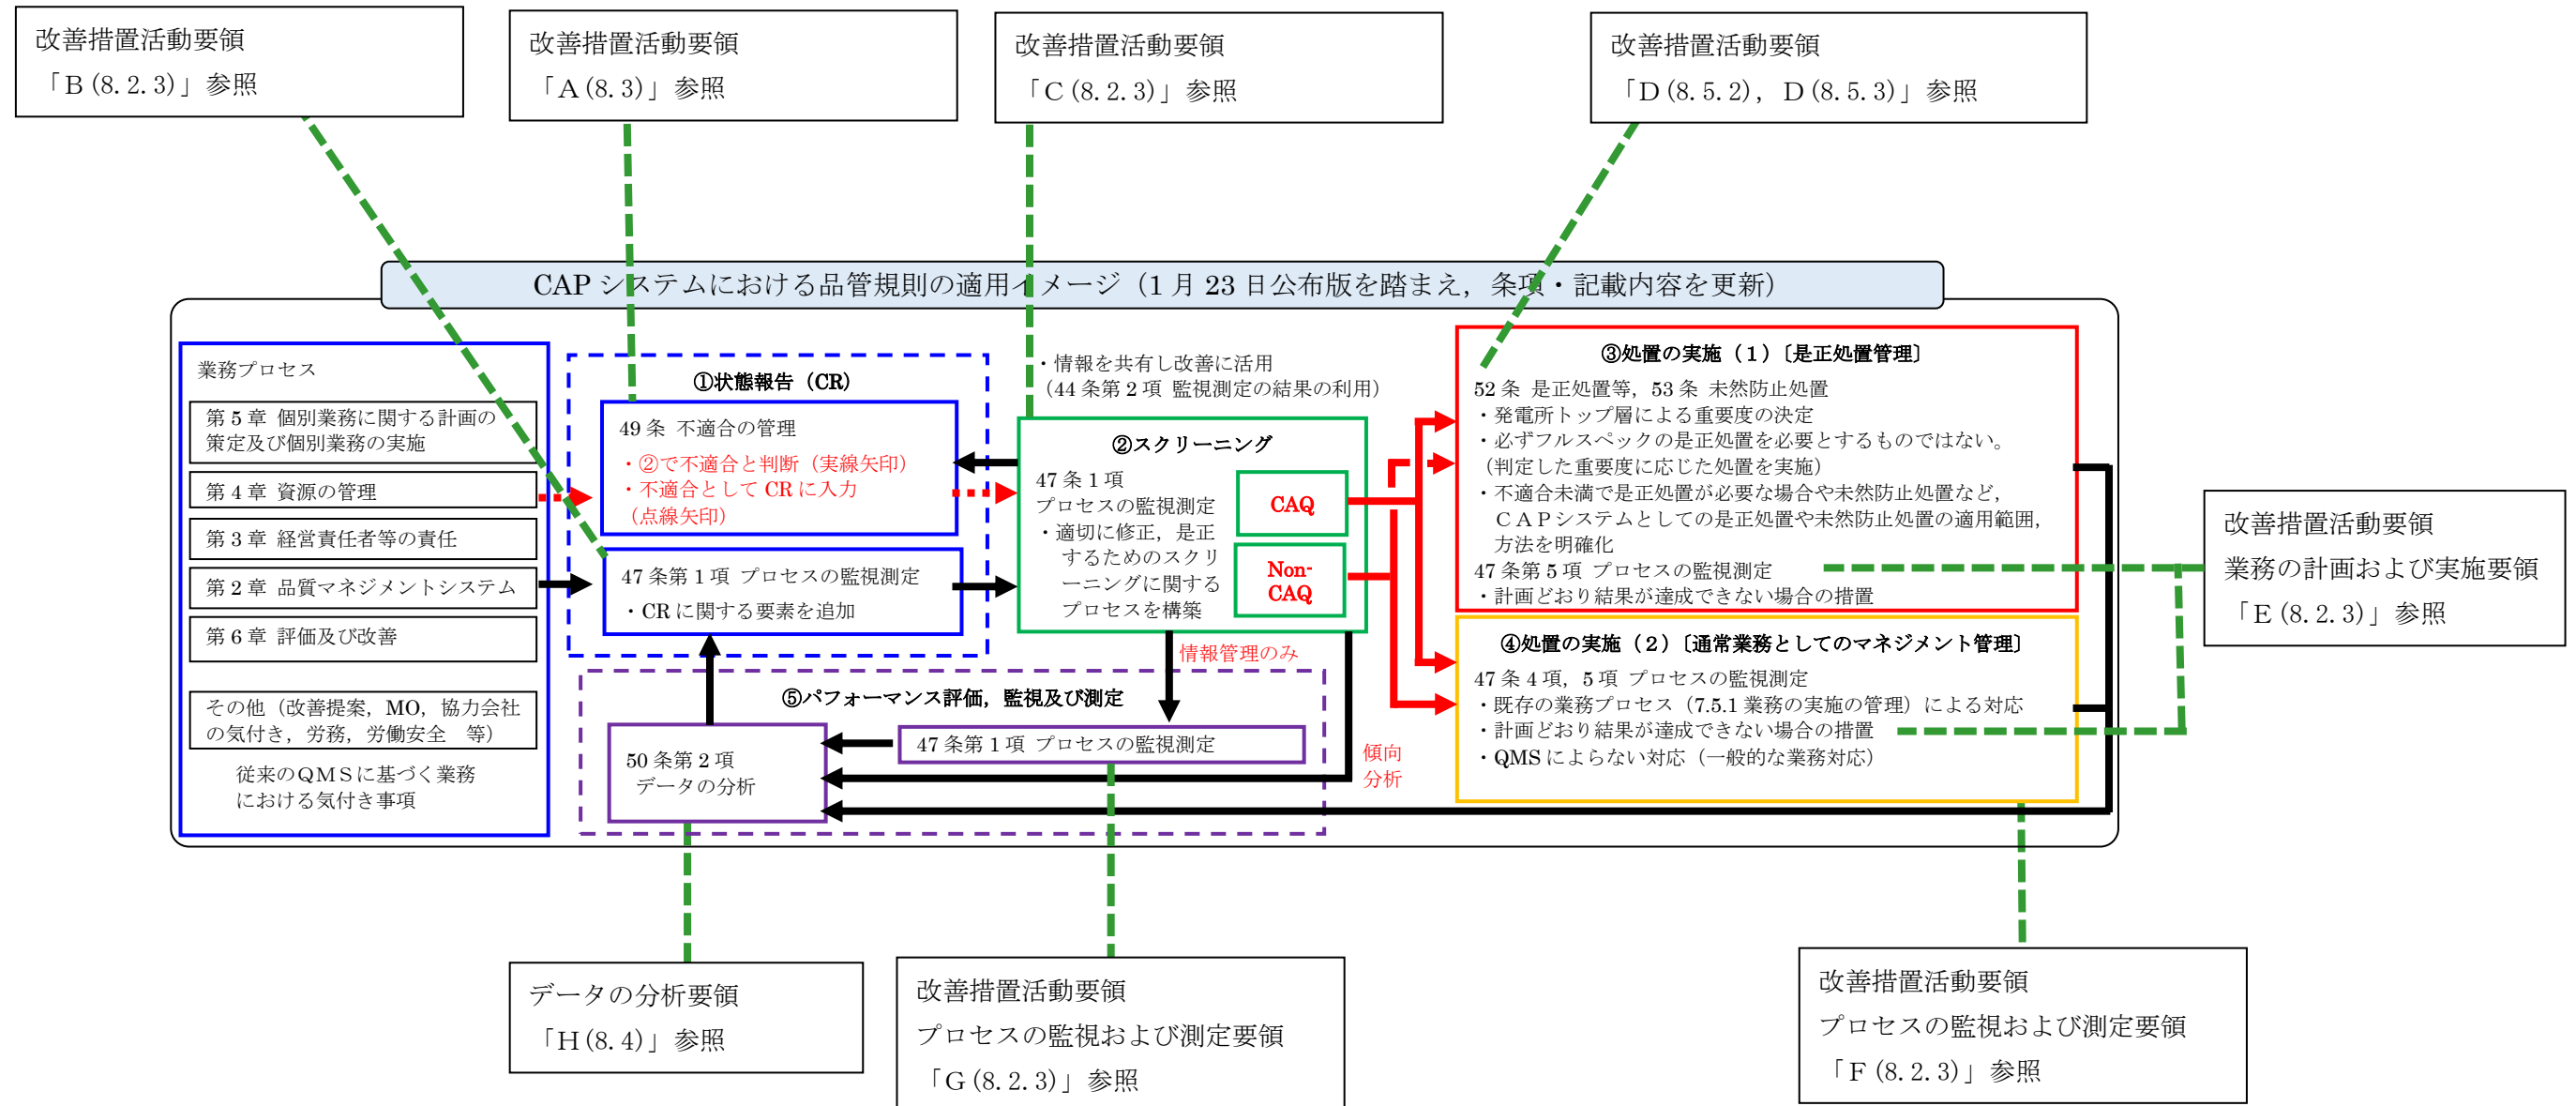 改善措置活動要領
「B(8.2.3)」参照
改善措置活動要領
「A(8.3)」参照
改善措置活動要領
「C(8.2.3)」参照
改善措置活動要領
「D(8.5.2), D(8.5.3)」参照
CAP システムにおける品管規則の適用イメージ（1 月 23 日公布版を踏まえ，条項・記載内容を更新）
業務プロセス
第 5 章 個別業務に関する計画の
策定及び個別業務の実施
第 4 章 資源の管理
第 3 章 経営責任者等の責任
第 2 章 品質マネジメントシステム
第 6 章 評価及び改善
その他（改善提案，MO，協力会社
の気付き，労務，労働安全　等）
従来のＱＭＳに基づく業務
における気付き事項
①状態報告（CR）
49 条 不適合の管理
・②で不適合と判断（実線矢印）
・不適合として CR に入力
（点線矢印）
47 条第 1 項 プロセスの監視測定
・CR に関する要素を追加
・情報を共有し改善に活用
（44 条第 2 項 監視測定の結果の利用）
②スクリーニング
47 条 1 項
プロセスの監視測定
・適切に修正，是正
するためのスクリ
ーニングに関する
プロセスを構築
CAQ
Non-
CAQ
情報管理のみ
傾向
分析
③処置の実施（１）〔是正処置管理〕
52 条 是正処置等，53 条 未然防止処置
・発電所トップ層による重要度の決定
・必ずフルスペックの是正処置を必要とするものではない。
（判定した重要度に応じた処置を実施）
・不適合未満で是正処置が必要な場合や未然防止処置など，
ＣＡＰシステムとしての是正処置や未然防止処置の適用範囲，
方法を明確化
47 条第 5 項 プロセスの監視測定
・計画どおり結果が達成できない場合の措置
④処置の実施（２）〔通常業務としてのマネジメント管理〕
47 条 4 項，5 項 プロセスの監視測定
・既存の業務プロセス（7.5.1 業務の実施の管理）による対応
・計画どおり結果が達成できない場合の措置
・QMS によらない対応（一般的な業務対応）
⑤パフォーマンス評価，監視及び測定
47 条第 1 項 プロセスの監視測定
50 条第 2 項
データの分析
改善措置活動要領
業務の計画および実施要領
「E(8.2.3)」参照
データの分析要領
「H(8.4)」参照
改善措置活動要領
プロセスの監視および測定要領
「G(8.2.3)」参照
改善措置活動要領
プロセスの監視および測定要領
「F(8.2.3)」参照